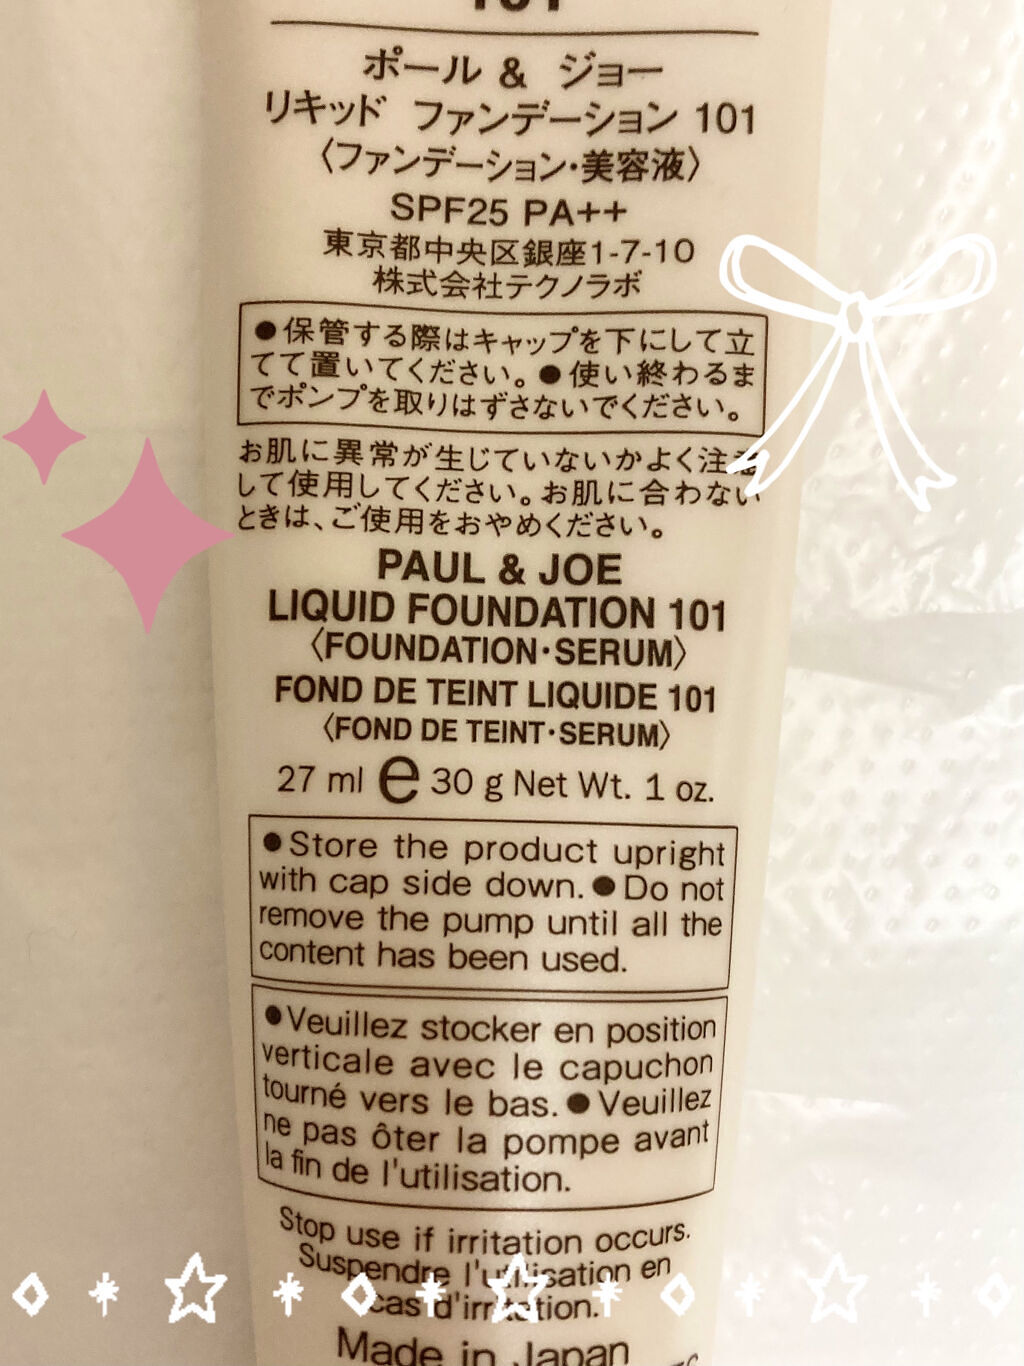 101
ポール & ジョー
リキッド ファンデーション 101
〈ファンデーション・美容液〉
SPF25 PA++
東京都中央区銀座1-7-10
株式会社テクノラボ
●保管する際はキャップを下にして立
てて置いてください。●使い終わるま
でポンプを取りはずさないでください。
お肌に異常が生じていないかよく注意
して使用してください。お肌に合わない
ときは、ご使用をおやめください。
PAUL & JOE
LIQUID FOUNDATION 101
〈FOUNDATION・SERUM〉
FOND DE TEINT LIQUIDE 101
〈FOND DE TEINT・SERUM〉
27 ml e 30 g Net Wt. 1 oz.
●Store the product upright
with cap side down. ●Do not
remove the pump until all the
content has been used.
●Veuillez stocker en position
verticale avec le capuchon
tourné vers le bas. ●Veuillez
ne pas ôter la pompe avant
la fin de l'utilisation.
Stop use if irritation occurs.
Suspendre l'utilisation en
cas d'irritation.
Made in Japan